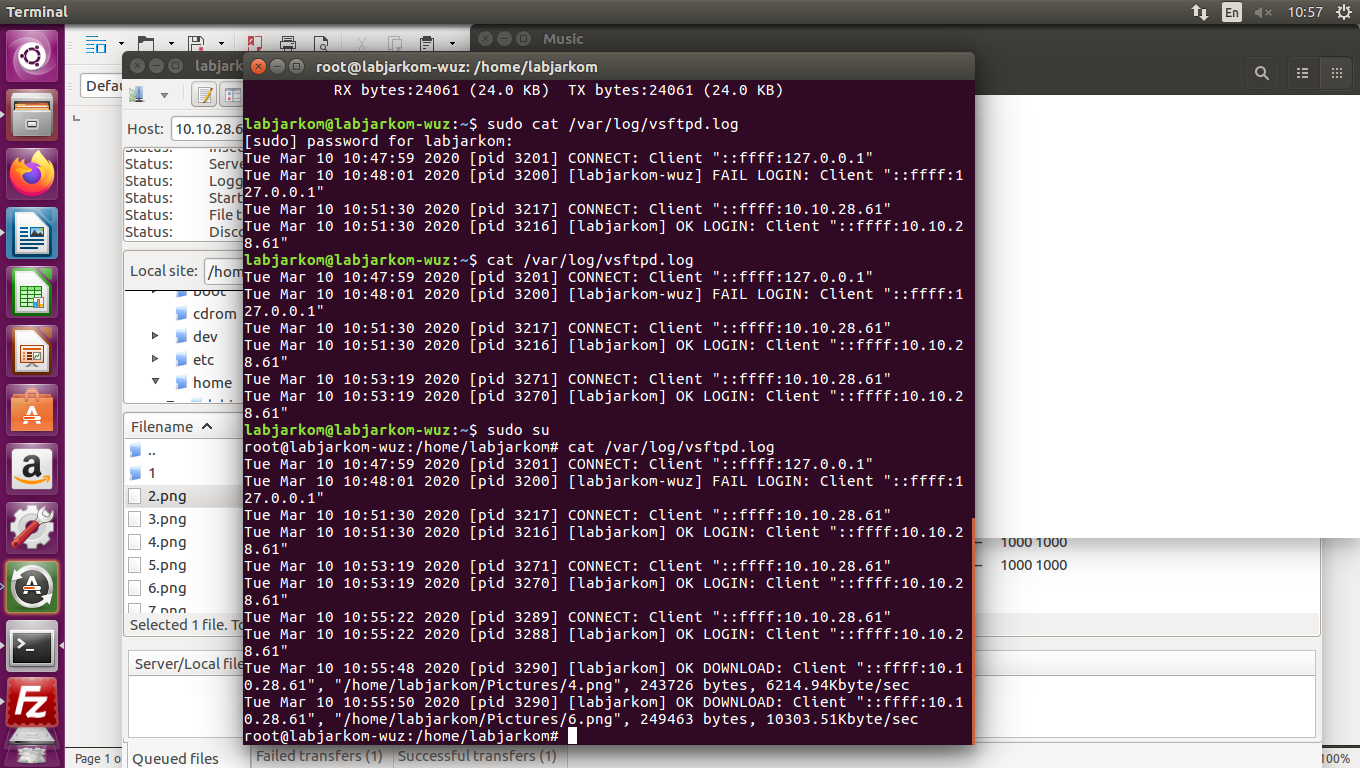 Terminal
En
10:57
Music
labjark
root@labjarkom-wuz: /home/labjarkom
Defau
Host:
10.10.28.6
Status:
Status: Serve
Status: Logg
Status: Start
Status: File t
Status: Disco
Local site: /hom
boot
cdrom
dev
etc
home
Filename
..
1
2.png
3.png
4.png
5.png
6.png
7.png
Selected 1 file. To
Server/Local file
Queued files
Failed transfers (1)
Successful transfers (1)
Page 1 o
RX bytes:24061 (24.0 KB)  TX bytes:24061 (24.0 KB)
labjarkom@labjarkom-wuz:~$ sudo cat /var/log/vsftpd.log
[sudo] password for labjarkom:
Tue Mar 10 10:47:59 2020 [pid 3201] CONNECT: Client "::ffff:127.0.0.1"
Tue Mar 10 10:48:01 2020 [pid 3200] [labjarkom-wuz] FAIL LOGIN: Client "::ffff:1
27.0.0.1"
Tue Mar 10 10:51:30 2020 [pid 3217] CONNECT: Client "::ffff:10.10.28.61"
Tue Mar 10 10:51:30 2020 [pid 3216] [labjarkom] OK LOGIN: Client "::ffff:10.10.2
8.61"
labjarkom@labjarkom-wuz:~$ cat /var/log/vsftpd.log
Tue Mar 10 10:47:59 2020 [pid 3201] CONNECT: Client "::ffff:127.0.0.1"
Tue Mar 10 10:48:01 2020 [pid 3200] [labjarkom-wuz] FAIL LOGIN: Client "::ffff:1
27.0.0.1"
Tue Mar 10 10:51:30 2020 [pid 3217] CONNECT: Client "::ffff:10.10.28.61"
Tue Mar 10 10:51:30 2020 [pid 3216] [labjarkom] OK LOGIN: Client "::ffff:10.10.2
8.61"
Tue Mar 10 10:53:19 2020 [pid 3271] CONNECT: Client "::ffff:10.10.28.61"
Tue Mar 10 10:53:19 2020 [pid 3270] [labjarkom] OK LOGIN: Client "::ffff:10.10.2
8.61"
labjarkom@labjarkom-wuz:~$ sudo su
root@labjarkom-wuz:/home/labjarkom# cat /var/log/vsftpd.log
Tue Mar 10 10:47:59 2020 [pid 3201] CONNECT: Client "::ffff:127.0.0.1"
Tue Mar 10 10:48:01 2020 [pid 3200] [labjarkom-wuz] FAIL LOGIN: Client "::ffff:1
27.0.0.1"
Tue Mar 10 10:51:30 2020 [pid 3217] CONNECT: Client "::ffff:10.10.28.61"
Tue Mar 10 10:51:30 2020 [pid 3216] [labjarkom] OK LOGIN: Client "::ffff:10.10.2
8.61"
Tue Mar 10 10:53:19 2020 [pid 3271] CONNECT: Client "::ffff:10.10.28.61"
Tue Mar 10 10:53:19 2020 [pid 3270] [labjarkom] OK LOGIN: Client "::ffff:10.10.2
8.61"
Tue Mar 10 10:55:22 2020 [pid 3289] CONNECT: Client "::ffff:10.10.28.61"
Tue Mar 10 10:55:22 2020 [pid 3288] [labjarkom] OK LOGIN: Client "::ffff:10.10.2
8.61"
Tue Mar 10 10:55:48 2020 [pid 3290] [labjarkom] OK DOWNLOAD: Client "::ffff:10.1
0.28.61", "/home/labjarkom/Pictures/4.png", 243726 bytes, 6214.94Kbyte/sec
Tue Mar 10 10:55:50 2020 [pid 3290] [labjarkom] OK DOWNLOAD: Client "::ffff:10.1
0.28.61", "/home/labjarkom/Pictures/6.png", 249463 bytes, 10303.51Kbyte/sec
root@labjarkom-wuz:/home/labjarkom#
1000 1000
1000 1000
100%